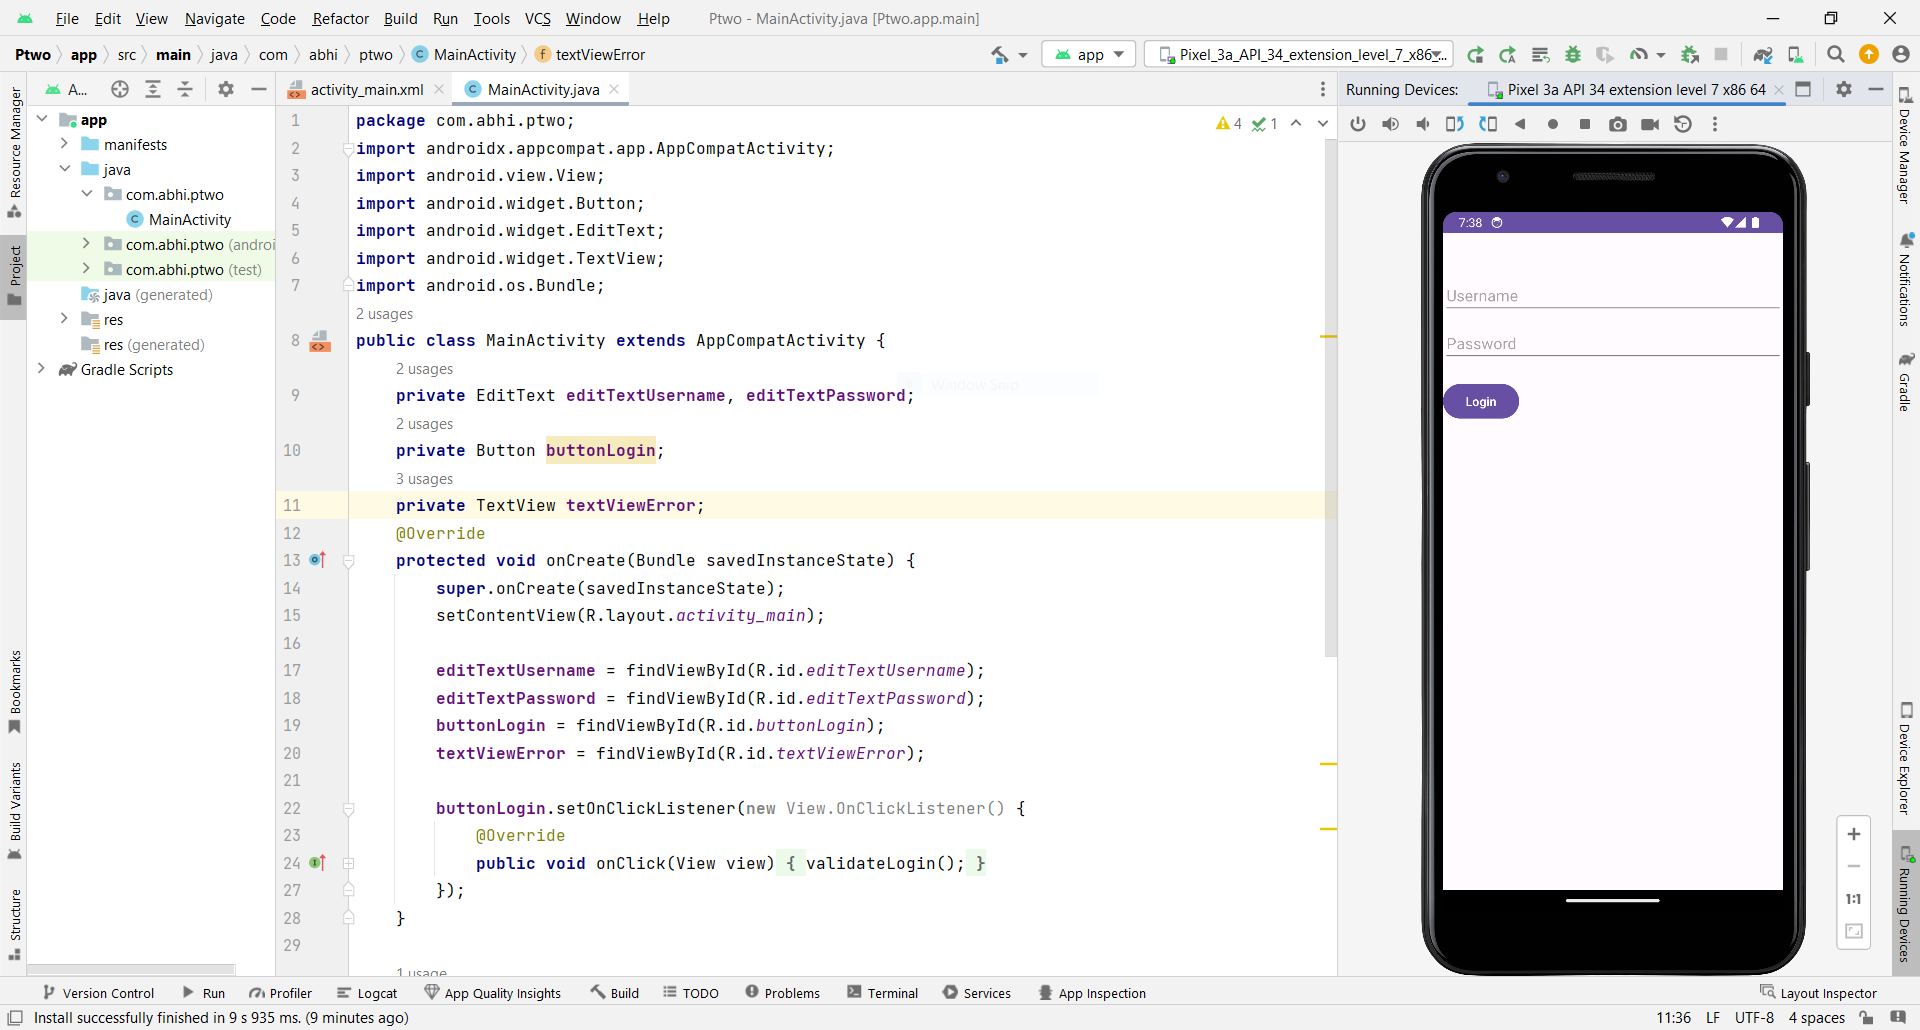 File Edit View Navigate Code Refactor Build Run Tools VCS Window Help Ptwo - MainActivity.java [Ptwo.app.main]
Ptwo app src main java com abhi ptwo MainActivity textViewError app Pixel_3a_API_34_extension_level_7_x86_...
A... activity_main.xml MainActivity.java Running Devices: Pixel 3a API 34 extension level 7 x86 64
Resource Manager
Project
Bookmarks
Build Variants
Structure
app
manifests
java
com.abhi.ptwo
MainActivity
com.abhi.ptwo (androi
com.abhi.ptwo (test)
java (generated)
res
res (generated)
Gradle Scripts
4 1
1 package com.abhi.ptwo;
2 import androidx.appcompat.app.AppCompatActivity;
3 import android.view.View;
4 import android.widget.Button;
5 import android.widget.EditText;
6 import android.widget.TextView;
7 import android.os.Bundle;
2 usages
8 public class MainActivity extends AppCompatActivity {
2 usages
Window Snip
9 private EditText editTextUsername, editTextPassword;
2 usages
10 private Button buttonLogin;
3 usages
11 private TextView textViewError;
12 @Override
13 protected void onCreate(Bundle savedInstanceState) {
14 super.onCreate(savedInstanceState);
15 setContentView(R.layout.activity_main);
16
17 editTextUsername = findViewById(R.id.editTextUsername);
18 editTextPassword = findViewById(R.id.editTextPassword);
19 buttonLogin = findViewById(R.id.buttonLogin);
20 textViewError = findViewById(R.id.textViewError);
21
22 buttonLogin.setOnClickListener(new View.OnClickListener() {
23 @Override
24 public void onClick(View view) { validateLogin(); }
27 });
28 }
29
1 usage
7:38
Username
Password
Login
1:1
Device Manager
Notifications
Gradle
Device Explorer
Running Devices
Version Control Run Profiler Logcat App Quality Insights Build TODO Problems Terminal Services App Inspection Layout Inspector
Install successfully finished in 9 s 935 ms. (9 minutes ago) 11:36 LF UTF-8 4 spaces